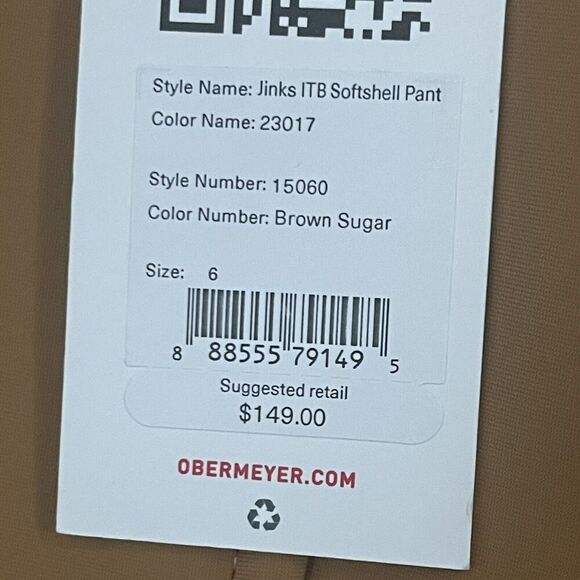 Style Name: Jinks ITB Softshell Pant
Color Name: 23017
Style Number: 15060
Color Number: Brown Sugar
Size: 6
8 88555 79149 5
Suggested retail
$149.00
OBERMEYER.COM